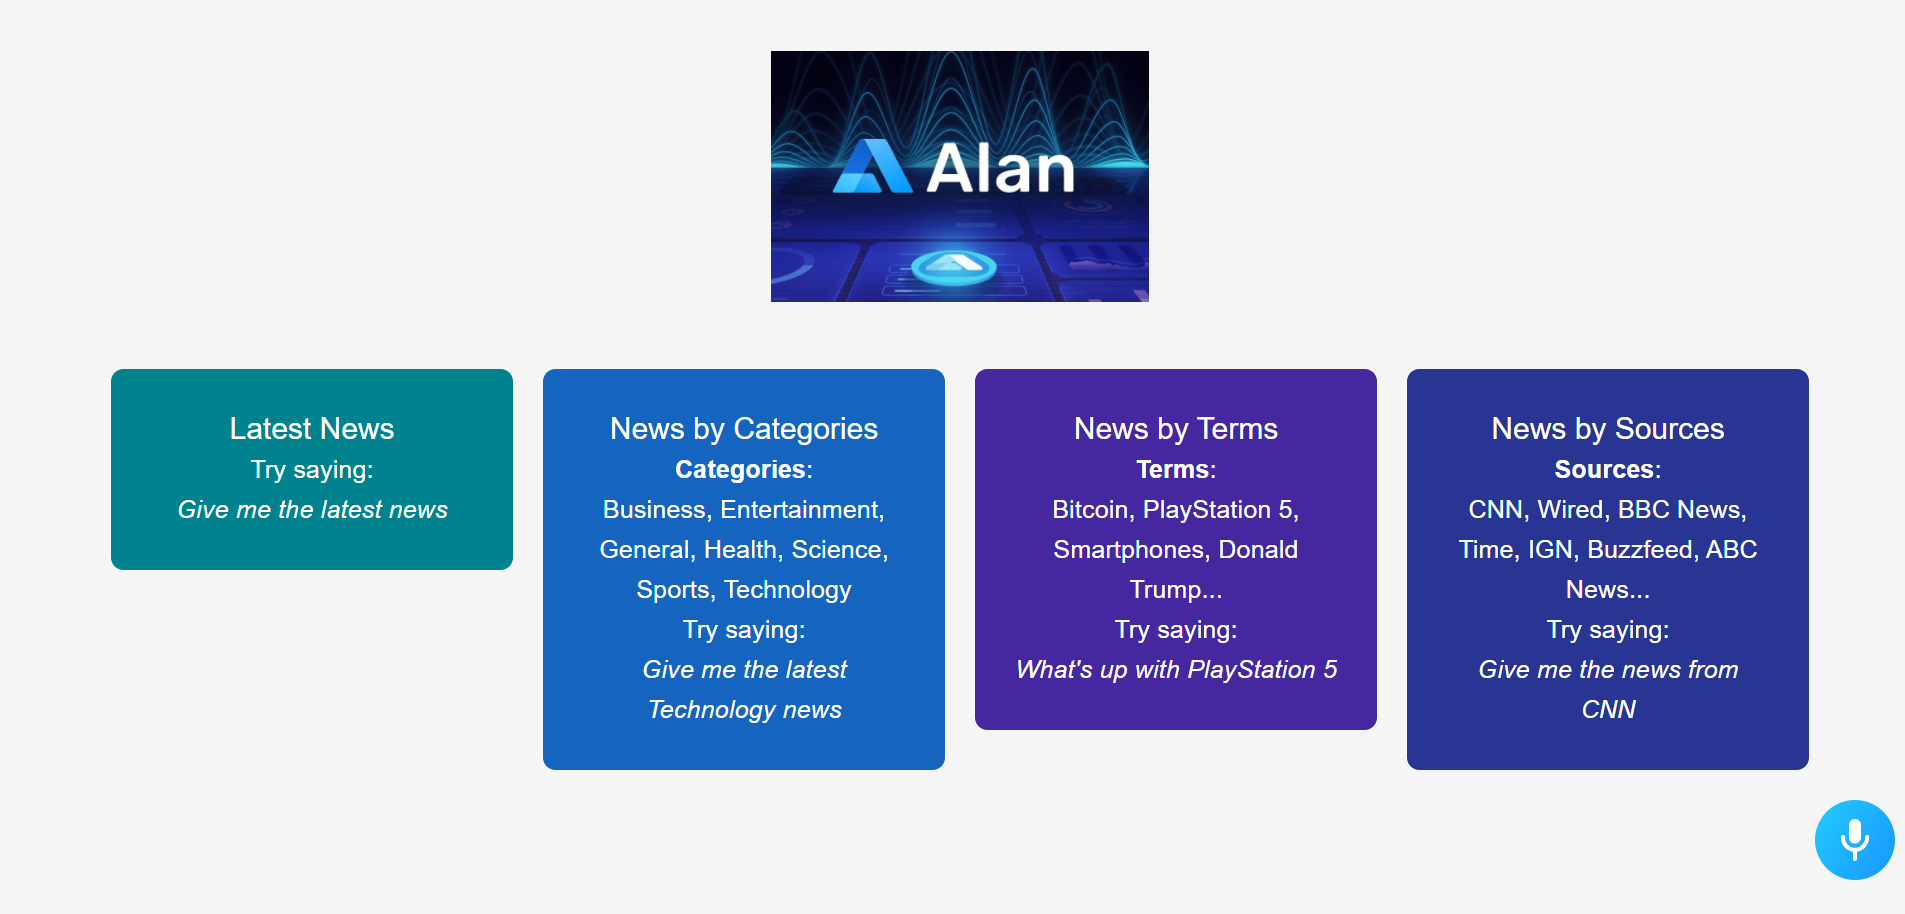 Alan
Latest News
Try saying:
Give me the latest news
News by Categories
Categories:
Business, Entertainment,
General, Health, Science,
Sports, Technology
Try saying:
Give me the latest
Technology news
News by Terms
Terms:
Bitcoin, PlayStation 5,
Smartphones, Donald
Trump...
Try saying:
What's up with PlayStation 5
News by Sources
Sources:
CNN, Wired, BBC News,
Time, IGN, Buzzfeed, ABC
News...
Try saying:
Give me the news from
CNN